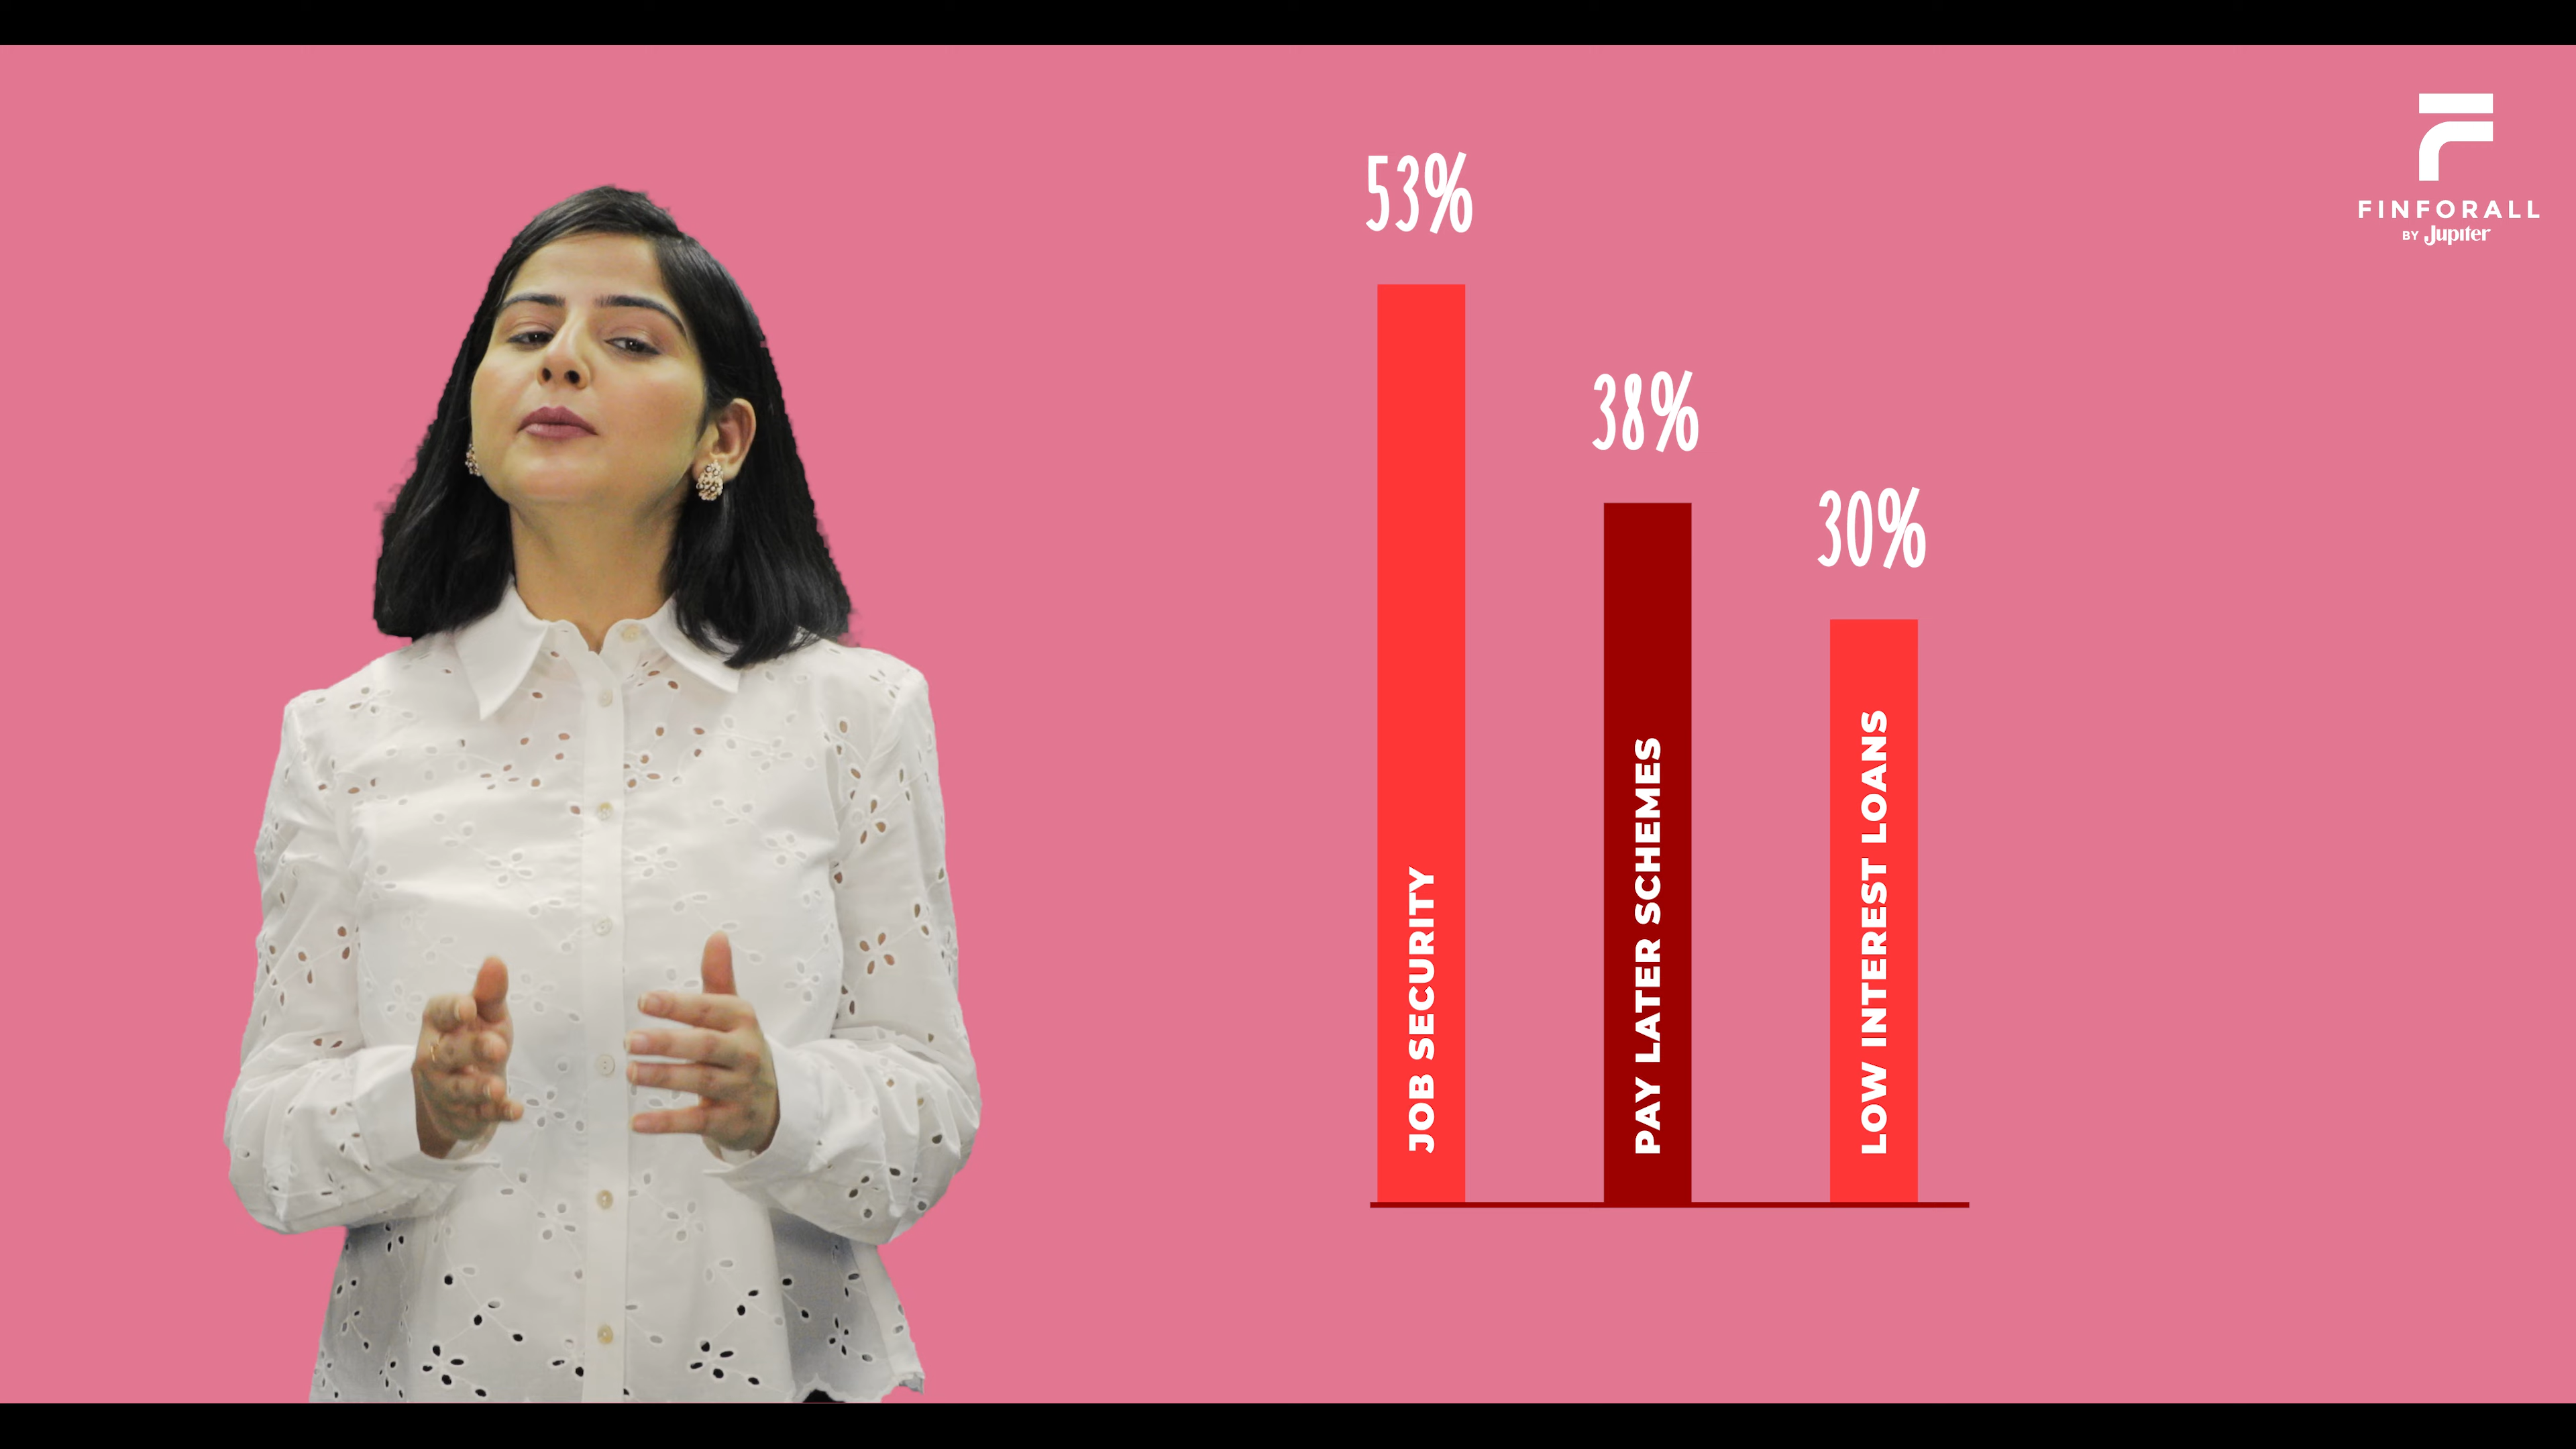 FINFORALL
BY Jupiter
53%
38%
30%
JOB SECURITY
PAY LATER SCHEMES
LOW INTEREST LOANS